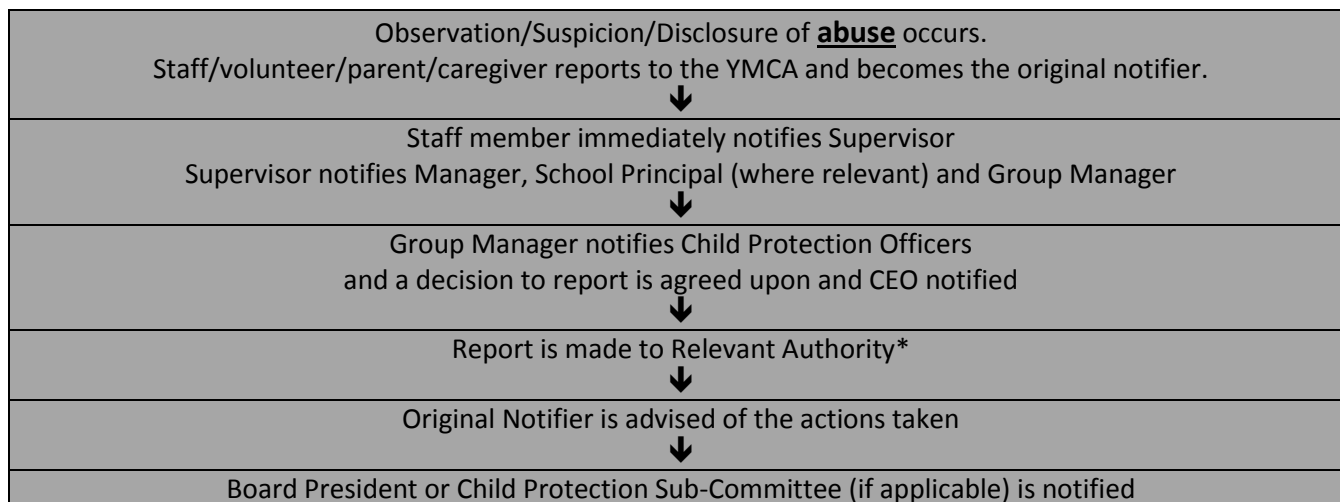 Observation/Suspicion/Disclosure of abuse occurs.
Staff/volunteer/parent/caregiver reports to the YMCA and becomes the original notifier.
Staff member immediately notifies Supervisor
Supervisor notifies Manager, School Principal (where relevant) and Group Manager
Group Manager notifies Child Protection Officers
and a decision to report is agreed upon and CEO notified
Report is made to Relevant Authority*
Original Notifier is advised of the actions taken
Board President or Child Protection Sub-Committee (if applicable) is notified